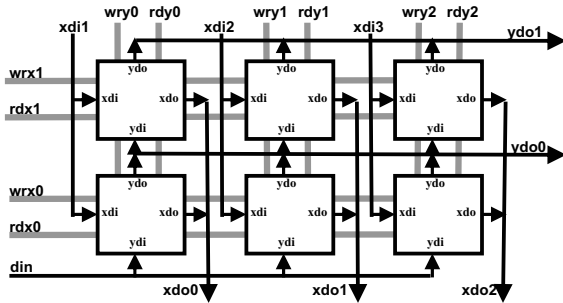 wry0 rdy0 wry1 rdy1 wry2 rdy2
xdi1 xdi2 xdi3 ydo1
ydo ydo ydo
wrx1
xdi xdo xdi xdo xdi xdo
rdx1
ydi ydi ydi
ydo0
ydo ydo ydo
wrx0
xdi xdo xdi xdo xdi xdo
rdx0
ydi ydi ydi
din
xdo0 xdo1 xdo2